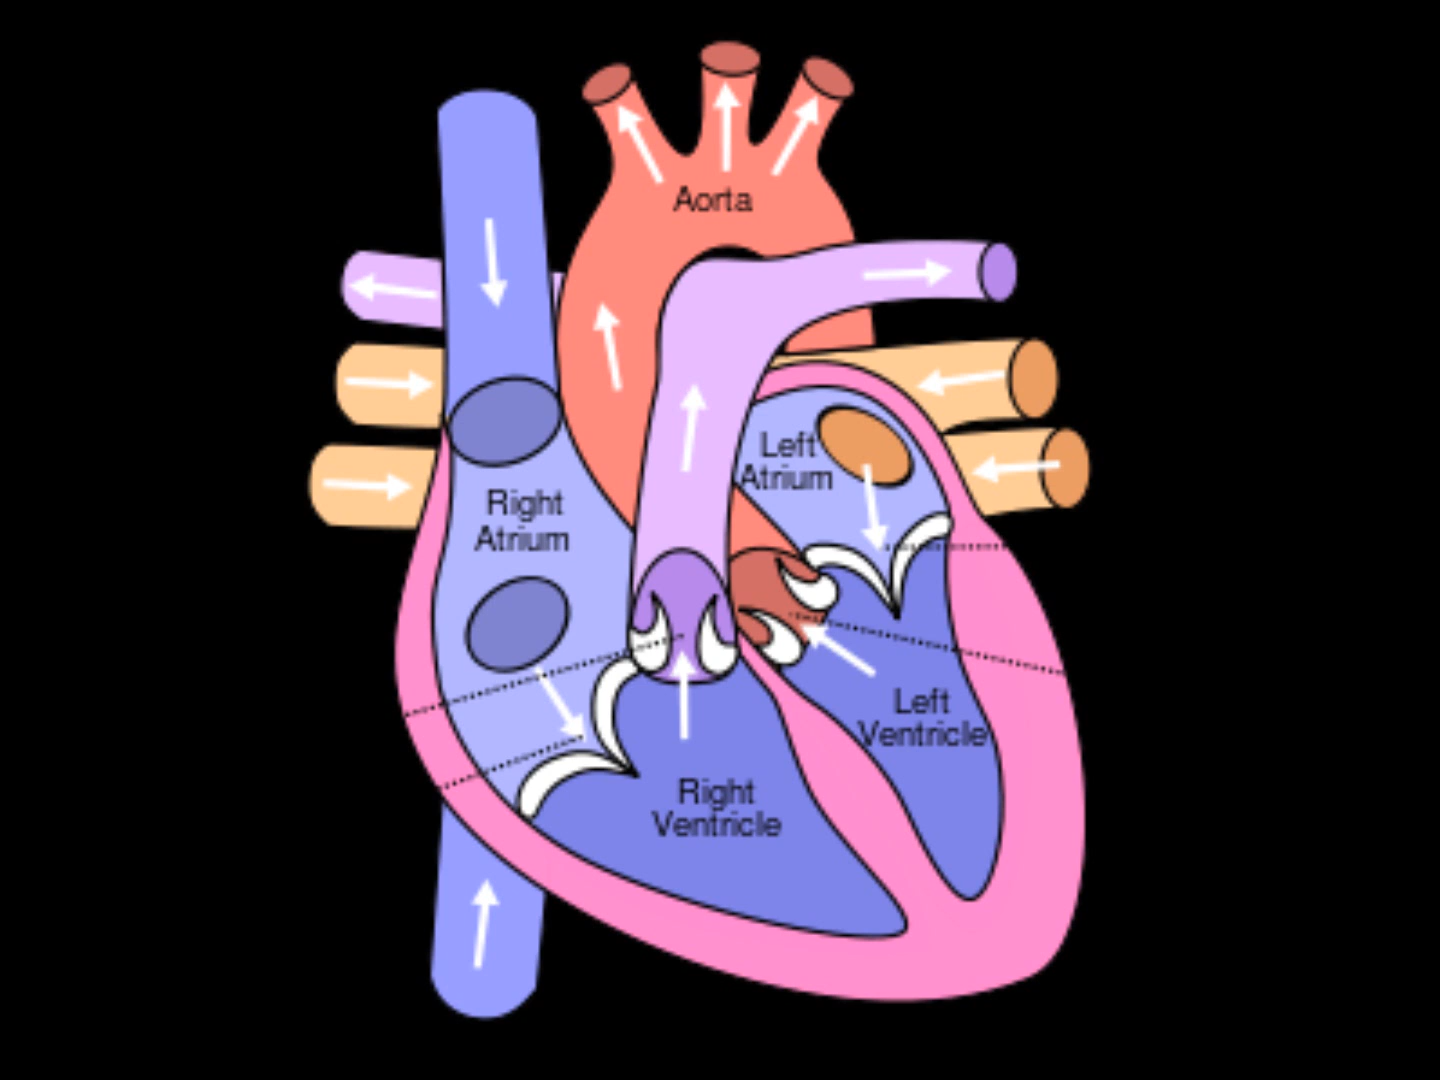 Aorta
Left
Atrium
Right
Atrium
Left
Ventricle
Right
Ventricle